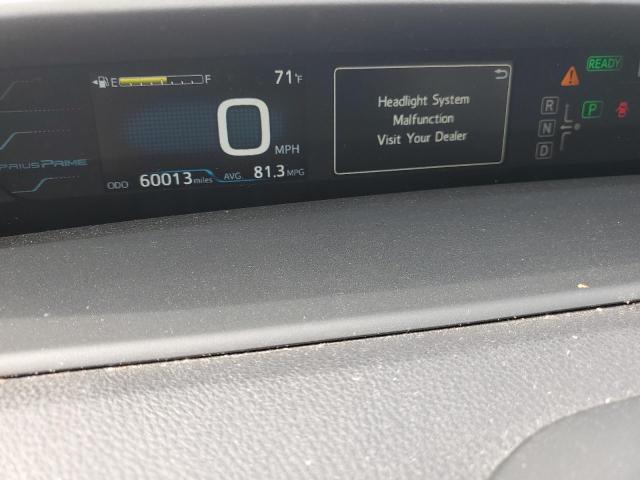 E F 71°F
READY
Headlight System
Malfunction
Visit Your Dealer
0 MPH
R
N
D
P
PRIUS PRIME
ODO 60013 miles AVG. 81.3 MPG